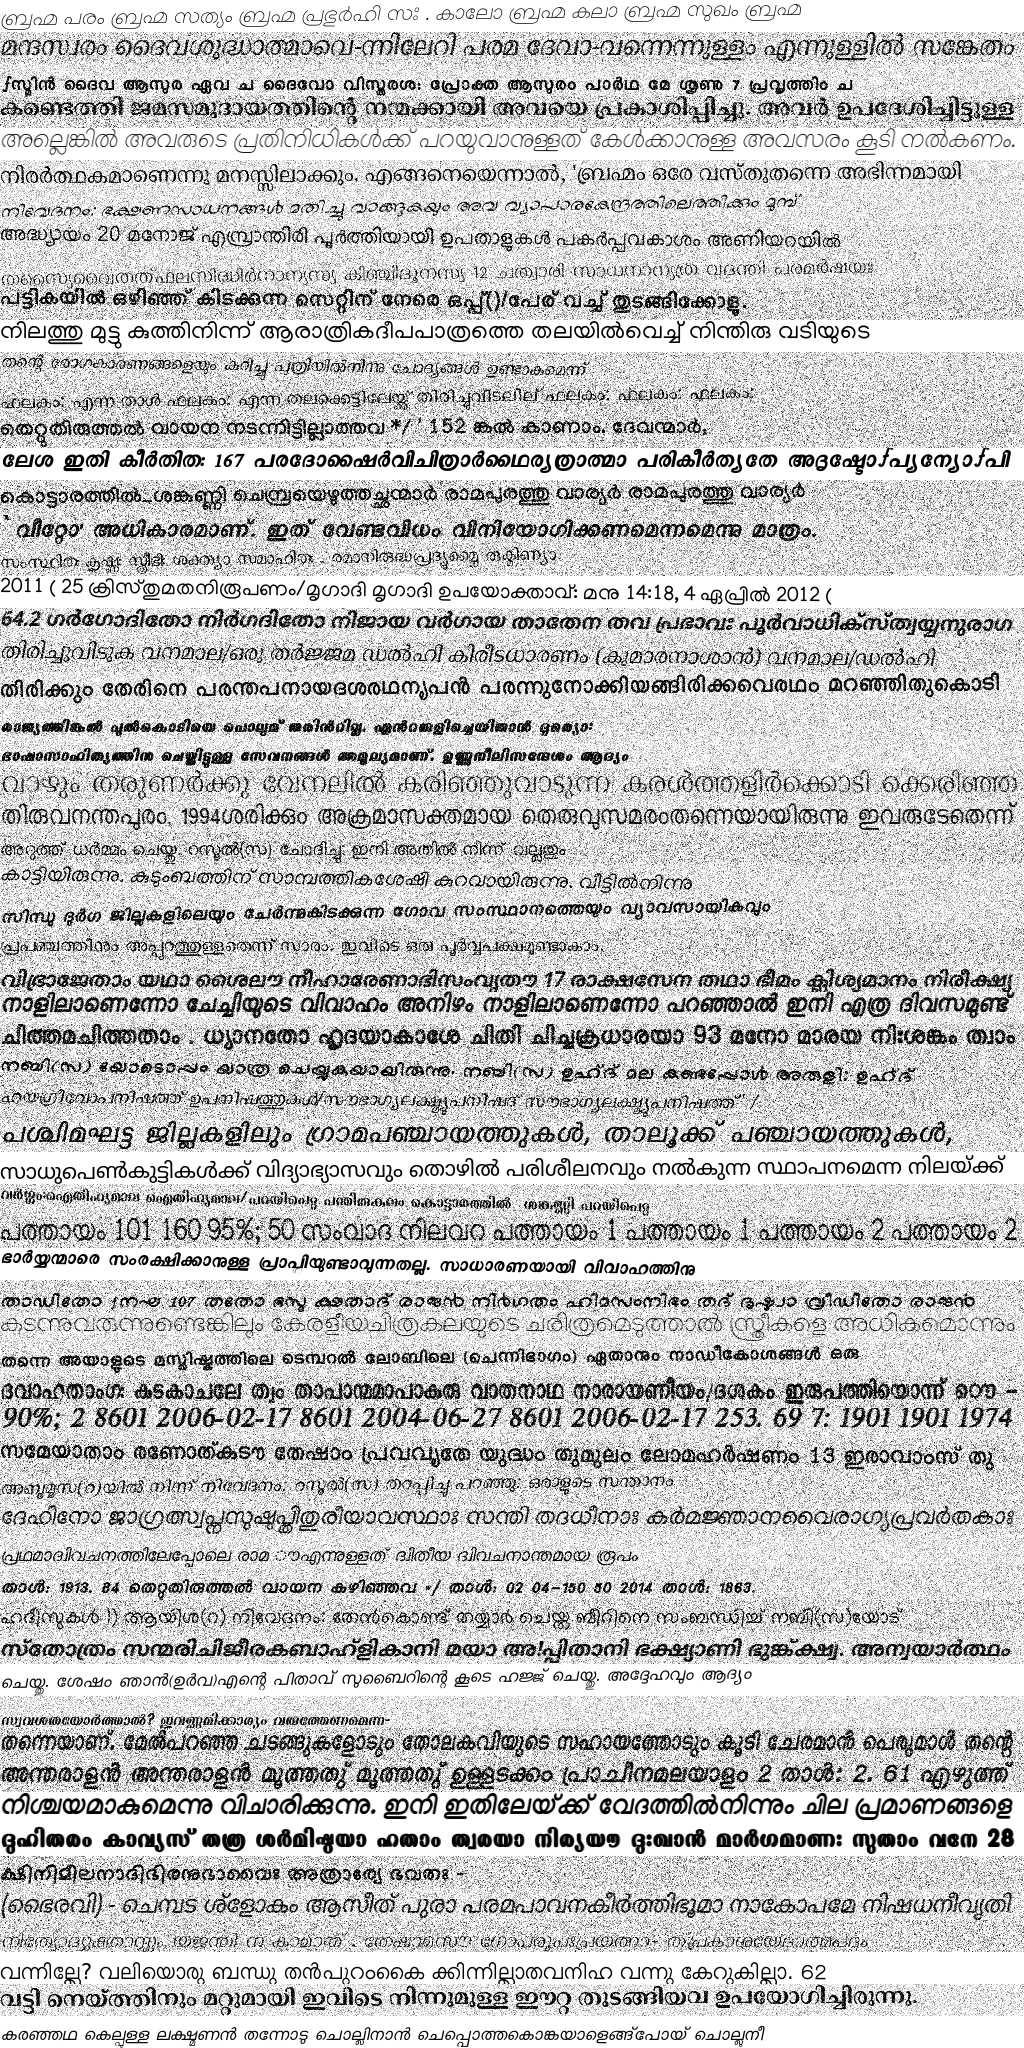 ബ്രഹ്മ പരം ബ്രഹ്മ സത്യം ബ്രഹ്മ പ്രഭുർഹി സഃ . കാലോ ബ്രഹ്മ കലാ ബ്രഹ്മ സുഖം ബ്രഹ്മ
മന്ദസ്വരം ദൈവശുദ്ധാത്മാവെ-ന്നിലേറി പരമ ദേവാ-വന്നെന്നുള്ളം എന്നുള്ളിൽ സങ്കേതം
ƒസ്മിൻ ദൈവ ആസുര ഏവ ച ദൈവോ വിസ്തരശഃ പ്രോക്ത ആസുരം പാർഥ മേ ശൃണു 7 പ്രവൃത്തിം ച
കണ്ടെത്തി ജമസമൂദായത്തിന്റെ നന്മക്കായി അവയെ പ്രകാശിപ്പിച്ചു. അവർ ഉപദേശിച്ചിട്ടുള്ള
അല്ലെങ്കിൽ അവരുടെ പ്രതിനിധികൾക്ക് പറയുവാനുള്ളത് കേൾക്കാനുള്ള അവസരം കൂടി നൽകണം.
നിരർത്ഥകമാണെന്നു മനസ്സിലാക്കും. എങ്ങനെയെന്നാൽ, 'ബ്രഹ്മം ഒരേ വസ്തുതന്നെ അഭിന്നമായി
നിവേദനം: ഭക്ഷണസാധനങ്ങൾ മതിച്ചു വാങ്ങുകയും അവ വ്യാപാരകേന്ദ്രത്തിലെത്തിക്കും മുമ്പ്
അദ്ധ്യായം 20 മനോജ് എമ്പ്രാന്തിരി പൂർത്തിയായി ഉപതാളുകൾ പകർപ്പവകാശം അണിയറയിൽ
12 ചത്വാരി സാധനാന്യത്ര വദന്തി പരമർഷയഃ
പട്ടികയിൽ ഒഴിഞ്ഞ് കിടക്കുന്ന സെറ്റിന് നേരെ ഒപ്പ്()/പേര് വച്ച് തുടങ്ങിക്കോളൂ.
നിലത്തു മുട്ടു കുത്തിനിന്ന് ആരാത്രികദീപപാത്രത്തെ തലയിൽവെച്ച് നിന്തിരു വടിയുടെ
തന്റെ രോഗകാരണങ്ങളെയും കുറിച്ചു പുത്രിയിൽനിന്നു ചോദ്യങ്ങൾ ഉണ്ടാകുമെന്ന്
ഫലകം: എന്ന താൾ ഫലകം: എന്ന തലക്കെട്ടിലേയ്ക്ക് തിരിച്ചുവിടലില് ഫലകം: ഫലകം: ഫലകം:
തെറ്റുതിരുത്തൽ വായന നടന്നിട്ടില്ലാത്തവ */ ' 152 ങ്കൽ കാണാം. ദേവന്മാർ,
ലേശ ഇതി കീർതിതഃ 167 പരദോഷൈർവിചിത്രാർഥൈര്യത്രാത്മാ പരികീർത്യതേ അദൃഷ്ടോƒപ്യന്യോƒപി
കൊട്ടാരത്തിൽ_ശങ്കുണ്ണി ചെമ്പ്രയെഴുത്തച്ഛന്മാർ രാമപുരത്തു വാര്യർ രാമപുരത്തു വാര്യർ
`വീറ്റോ' അധികാരമാണ്. ഇത് വേണ്ടവിധം വിനിയോഗിക്കണമെന്നമെന്നു മാത്രം.
സംസ്ഥിതഃ കൃഷ്ണഃ സ്ത്രീഭിഃ ശക്ത്യാ സമാഹിതഃ . രമാനിരുദ്ധപ്രദ്യുമ്നൈ രുക്മിണ്യാ
2011 ( 25 ക്രിസ്തുമതനിരൂപണം/മൃഗാദി മൃഗാദി ഉപയോക്താവ്: മനു 14:18, 4 ഏപ്രിൽ 2012 (
64.2 ഗർഗോദിതോ നിർഗദിതോ നിജായ വർഗായ താതേന തവ പ്രഭാവഃ പൂർവാധിക്സ്ത്വയ്യനുരാഗ
തിരിച്ചുവിടുക വനമാല/ഒരു തർജ്ജമ ഡൽഹി കിരീടധാരണം (കുമാരനാശാൻ) വനമാല/ഡൽഹി
തിരിക്കും തേരിനെ പരന്തപനായദശരഥനൃപൻ പരന്നുനോക്കിയങ്ങിരിക്കവെരഥം മറഞ്ഞിതുകൊടി
രാജ്യത്തിങ്കൽ പുൽകൊടിയെ പൊലുമ് തരിൻറില്ല. എൻറങ്ങളിച്ചെയിതാൻ ദ്രര്യൊഃ
ഭാഷാസാഹിത്യത്തിനു ചെയ്തിട്ടുള്ള സേവനങ്ങൾ അമൂല്യമാണ്. ഉണ്ണുനീലിസന്ദേശം ആദ്യം
വാഴും തരുണർക്കു വേനലിൽ കരിഞ്ഞുവാടുന്ന കരൾത്തളിർക്കൊടി ക്കെരിഞ്ഞ
തിരുവനന്തപുരം, 1994ശരിക്കും അക്രമാസക്തമായ തെരുവുസമരംതന്നെയായിരുന്നു ഇവരുടേതെന്ന്
അറുത്ത് ധർമ്മം ചെയ്തു. റസൂൽ(സ) ചോദിച്ചു: ഇനി അതിൽ നിന്ന് വല്ലതും
കാട്ടിയിരുന്നു. കുടുംബത്തിന് സാമ്പത്തികശേഷി കുറവായിരുന്നു. വീട്ടിൽനിന്നു
സിന്ധു ദുർഗ ജില്ലകളിലെയും ചേർന്നുകിടക്കുന്ന ഗോവ സംസ്ഥാനത്തെയും വ്യാവസായികവും
പ്രപഞ്ചത്തിനും അപ്പുറത്തുള്ളതെന്ന് സാരം. ഇവിടെ ഒരു പൂർവ്വപക്ഷമുണ്ടാകാം.
വിഭ്രാജേതാം യഥാ ശൈലൗ നീഹാരേണാഭിസംവൃതൗ 17 രാക്ഷസേന തഥാ ഭീമം ക്ലിശ്യമാനം നിരീക്ഷ്യ
നാളിലാണെന്നോ ചേച്ചിയുടെ വിവാഹം അനിഴം നാളിലാണെന്നോ പറഞ്ഞാൽ ഇനി എത്ര ദിവസമുണ്ട്
ചിത്തമചിത്തതാം . ധ്യാനതോ ഹൃദയാകാശേ ചിതി ചിച്ചക്രധാരയാ 93 മനോ മാരയ നിഃശങ്കം ത്വാം
നബി(സ) യോടൊപ്പം യാത്ര ചെയ്യുകയായിരുന്നു. നബി(സ) ഉഹ്ദ് മല കണ്ടപ്പോൾ അരുളി: ഉഹ്ദ്
ഹയഗ്രിവോപനിഷത്ത് ഉപനിഷത്തുകൾ/സൗഭാഗ്യലക്ഷ്മ്യുപനിഷദ് സൗഭാഗ്യലക്ഷ്മ്യുപനിഷത്ത് '' /
പശ്ചിമഘട്ട ജില്ലകളിലും ഗ്രാമപഞ്ചായത്തുകൾ, താലൂക്ക് പഞ്ചായത്തുകൾ,
സാധുപെൺകുട്ടികൾക്ക് വിദ്യാഭ്യാസവും തൊഴിൽ പരിശീലനവും നൽകുന്ന സ്ഥാപനമെന്ന നിലയ്ക്ക്
വർഗ്ഗം:ഐതിഹ്യമാല ഐതിഹ്യമാല/പറയിപെറ്റ പന്തിരുകുലം കൊട്ടാരത്തിൽ ശങ്കുണ്ണി പറയിപെറ്റ
പത്തായം 101 160 95%; 50 സംവാദ നിലവറ പത്തായം 1 പത്തായം 1 പത്തായം 2 പത്തായം 2
ഭാർയ്യന്മാരെ സംരക്ഷിക്കാനുള്ള പ്രാപിയുണ്ടാവുന്നതല്ല. സാധാരണയായി വിവാഹത്തിനു
താഡിതോ 107 തതോ ഭസ്മ ക്ഷതാദ് രാജൻ നിർഗതം ഹിമസംനിഭം തദ് ദൃഷ്ട്വാ വ്രീഡിതോ രാജൻ
കടന്നുവരുന്നുണ്ടെങ്കിലും കേരളീയചിത്രകലയുടെ ചരിത്രമെടുത്താൽ സ്ത്രീകളെ അധികമൊന്നും
തന്നെ അയാളുടെ മസ്തിഷ്കത്തിലെ ടെമ്പറൽ ലോബിലെ (ചെന്നിഭാഗം) ഏതാനും നാഡീകോശങ്ങൾ ഒരു
ദവാഹതാംഗഃ കടകാചലേ ത്വം താപാന്മമാപാകുരു വാതനാഥ നാരായണീയം/ദശകം ഇരുപത്തിയൊന്ന് റൌ –
90%; 2 8601 2006-02-17 8601 2004-06-27 8601 2006-02-17 253. 69 7: 1901 1901 1974
സമേയാതാം രണോത്കടൗ തേഷാം പ്രവവൃതേ യുദ്ധം തുമുലം ലോമഹർഷണം 13 ഇരാവാംസ് തു
അബൂമൂസ(റ)യിൽ നിന്ന് നിവേദനം: റസൂൽ(സ) തറപ്പിച്ചു പറഞ്ഞു: ഒരാളുടെ സന്താനം
ദേഹിനോ ജാഗ്രത്സ്വപ്നസുഷുപ്തിതുരീയാവസ്ഥാഃ സന്തി തദധീനാഃ കർമജ്ഞാനവൈരാഗ്യപ്രവർതകാഃ
പ്രഥമാദ്വിവചനത്തിലേപ്പോലെ രാമ ൗഎന്നുള്ളത് ദ്വിതീയ ദ്വിവചനാന്തമായ രൂപം
താൾ: 1913. 84 തെറ്റുതിരുത്തൽ വായന കഴിഞ്ഞവ */ താൾ: 02 04-150 50 2014 താൾ: 1863.
ഹദീസുകൾ )) ആയിശ(റ) നിവേദനം: തേൻകൊണ്ട് തയ്യാർ ചെയ്ത ബീറിനെ സംബന്ധിച്ച് നബി(സ)യോട്
സ്തോത്രം സന്മരിചിജീരകബാഹ്ളികാനി മയാ അ!പ്പിതാനി ഭക്ഷ്യാണി ഭുങ്ക്ക്ഷ്വ. അന്വയാർത്ഥം
ചെയ്തു. ശേഷം ഞാൻ(ഉർവ)എന്റെ പിതാവ് സുബൈറിന്റെ കൂടെ ഹജ്ജ് ചെയ്തു. അദ്ദേഹവും ആദ്യം
സ്വവശതയോർത്താൽ? ഇവണ്ണമിക്കാര്യം വരുത്തേണമെന്ന-
തന്നെയാണ്. മേൽപറഞ്ഞ ചടങ്ങുകളോടും തോലകവിയുടെ സഹായത്തോടും കൂടി ചേരമാൻ പെരുമാൾ തന്റെ
അന്തരാളൻ അന്തരാളൻ മൂത്തതു് മൂത്തതു് ഉള്ളടക്കം പ്രാചീനമലയാളം 2 താൾ: 2. 61 എഴുത്ത്
നിശ്ചയമാകുമെന്നു വിചാരിക്കുന്നു. ഇനി ഇതിലേയ്ക്ക് വേദത്തിൽനിന്നും ചില പ്രമാണങ്ങളെ
ദുഹിതരം കാവ്യസ് തത്ര ശർമിഷ്ഠയാ ഹതാം ത്വരയാ നിര്യയൗ ദുഃഖാൻ മാർഗമാണഃ സുതാം വനേ 28
ക്ഷിനിമീലനാദിഭിരനുഭാവൈഃ അത്രാര്യേ ഭവതഃ –
(ഭൈരവി) - ചെമ്പട ശ്ളോകം ആസീത് പുരാ പരമപാവനകീർത്തിഭൂമാ നാകോപമേ നിഷധനീവൃതി
വന്നില്ലേ? വലിയൊരു ബന്ധു തൻപുറംകൈ ക്കിന്നില്ലാതവനിഹ വന്നു കേറുകില്ലാ. 62
വട്ടി നെയ്ത്തിനും മറ്റുമായി ഇവിടെ നിന്നുമുള്ള ഈറ്റ തുടങ്ങിയവ ഉപയോഗിച്ചിരുന്നു.
കരഞ്ഞഥ കെല്പുള്ള ലക്ഷ്മണൻ തന്നോടു ചൊല്ലിനാൻ ചെപ്പൊത്തകൊങ്കയാളെങ്ങ്പോയ് ചൊല്ലുനീ